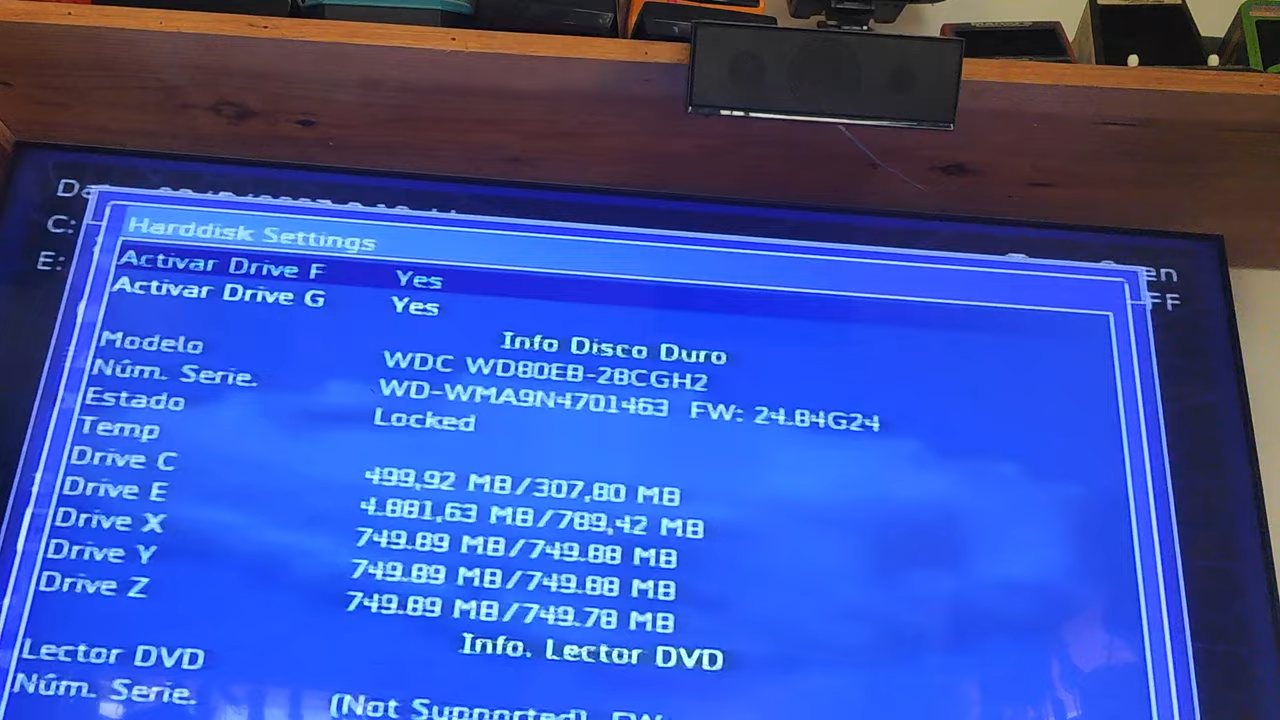 C:
E:
Harddisk Settings
Activar Drive F Yes
Activar Drive G Yes
Info Disco Duro
Modelo WDC WD80EB-28CGH2
Núm. Serie. WD-WMA9N4701463 FW: 24.84G24
Estado Locked
Temp
Drive C 499,92 MB/307,80 MB
Drive E 4.881,63 MB/789,42 MB
Drive X 749.89 MB/749.88 MB
Drive Y 749.89 MB/749.88 MB
Drive Z 749.89 MB/749.78 MB
Info. Lector DVD
Lector DVD
Núm. Serie. (Not Supported) FW